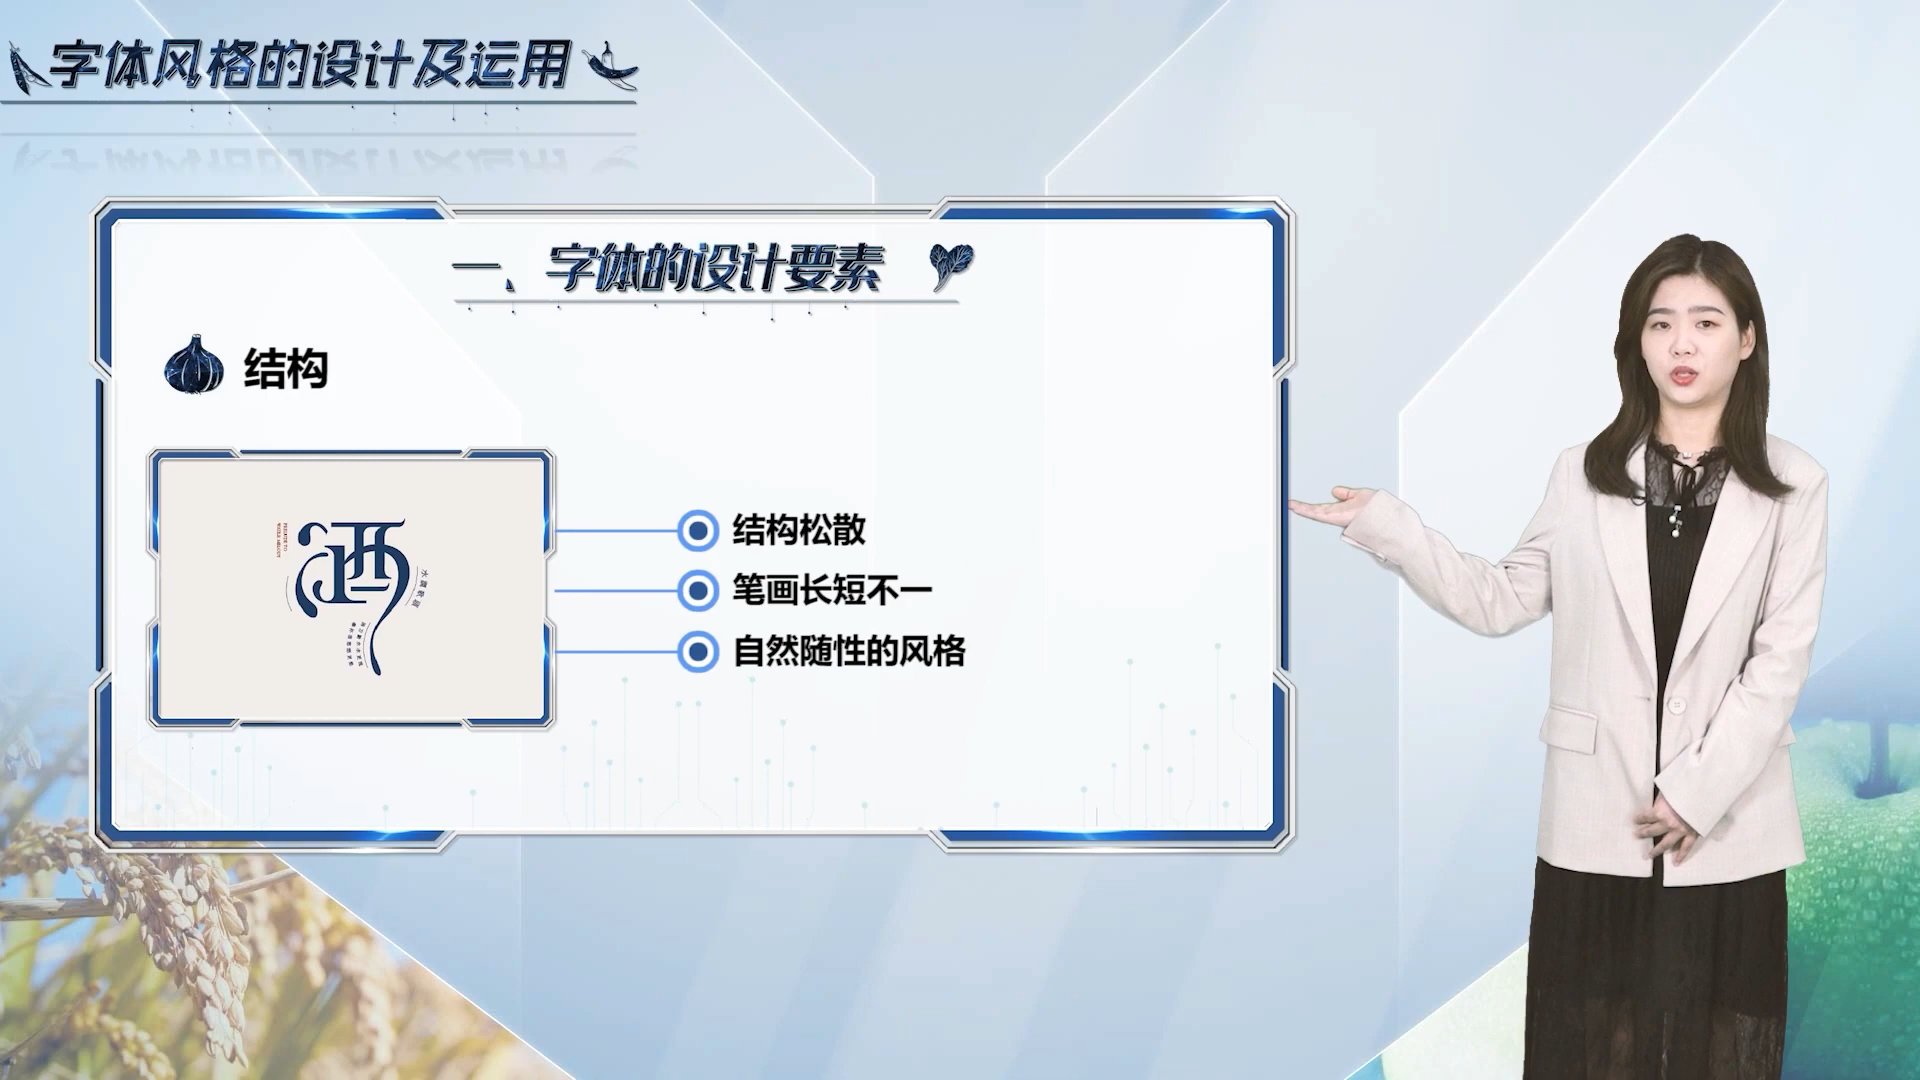 字体风格的设计及运用
一、字体的设计要素
结构
酒
结构松散
笔画长短不一
自然随性的风格